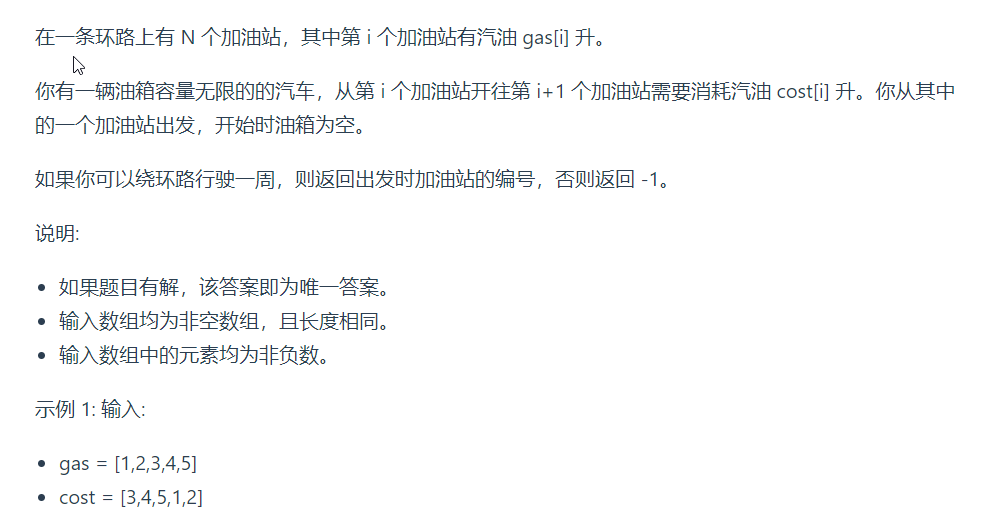 在一条环路上有 N 个加油站，其中第 i 个加油站有汽油 gas[i] 升。
你有一辆油箱容量无限的的汽车，从第 i 个加油站开往第 i+1 个加油站需要消耗汽油 cost[i] 升。你从其中
的一个加油站出发，开始时油箱为空。
如果你可以绕环路行驶一周，则返回出发时加油站的编号，否则返回 -1。
说明:
• 如果题目有解，该答案即为唯一答案。
• 输入数组均为非空数组，且长度相同。
• 输入数组中的元素均为非负数。
示例 1: 输入:
• gas = [1,2,3,4,5]
• cost = [3,4,5,1,2]